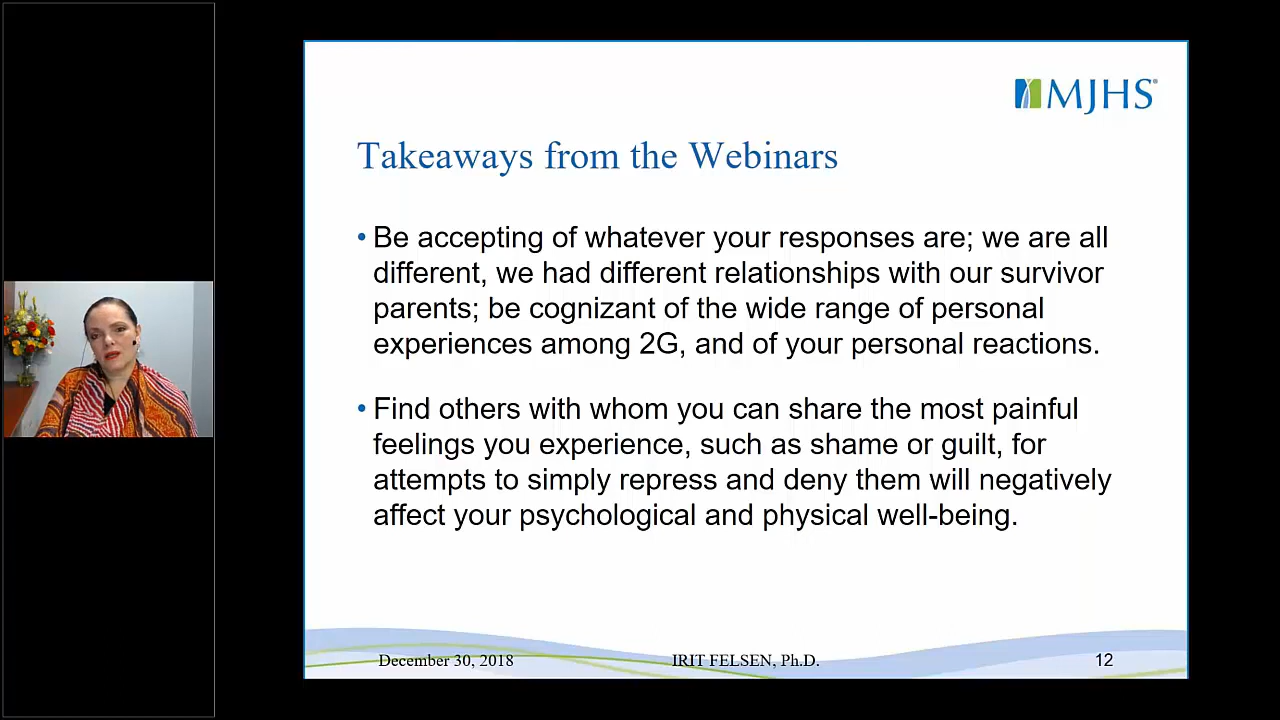 MJHS
Takeaways from the Webinars
• Be accepting of whatever your responses are; we are all
different, we had different relationships with our survivor
parents; be cognizant of the wide range of personal
experiences among 2G, and of your personal reactions.
• Find others with whom you can share the most painful
feelings you experience, such as shame or guilt, for
attempts to simply repress and deny them will negatively
affect your psychological and physical well-being.
December 30, 2018
IRIT FELSEN, Ph.D.
12